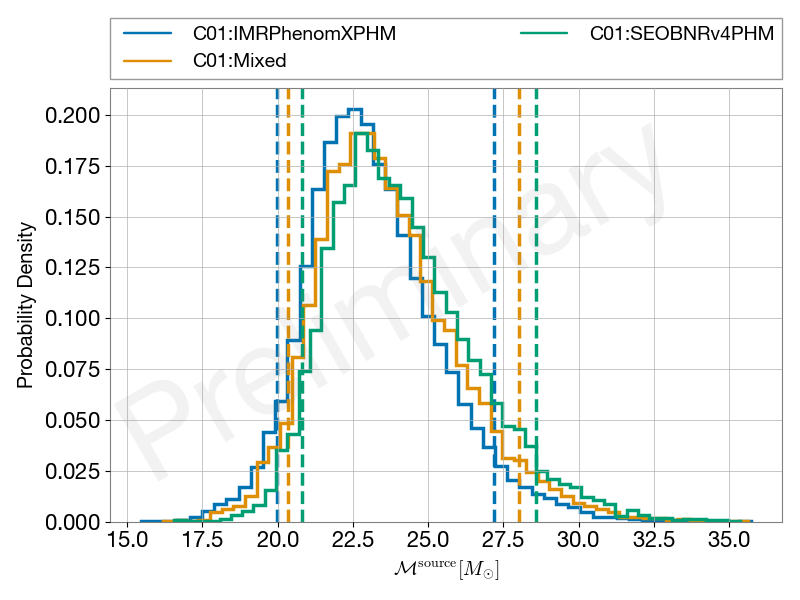 C01:IMRPhenomXPHM
C01:Mixed
C01:SEOBNRv4PHM
0.200
0.175
0.150
0.125
0.100
0.075
0.050
0.025
0.000
Probability Density
Preliminary
15.0 17.5 20.0 22.5 25.0 27.5 30.0 32.5 35.0
ℳ^source [M_⊙]